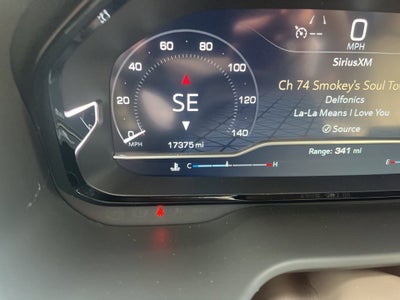 0
MPH
SiriusXM
60 80
40 100
Ch 74 Smokey's Soul To
Delfonics
20 SE 120
La-La Means I Love You
Source
0 140
MPH
17375 mi
C H
Range: 341 mi E